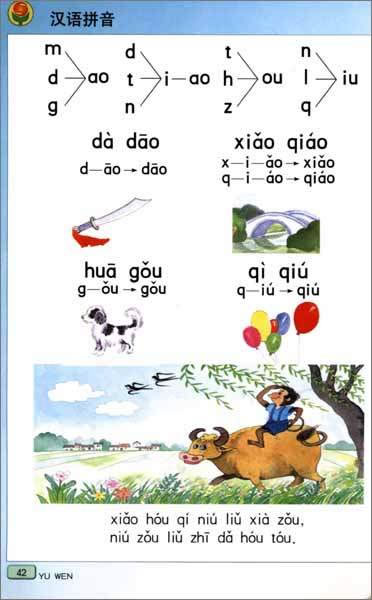 汉语拼音
m d t n
d ao t i—ao h ou l iu
g n z q
dà dāo xiǎo qiáo
d—āo→dāo x—i—ǎo→xiǎo
q—i—áo→qiáo
huā gǒu qì qiú
g—ǒu→gǒu q—iú→qiú
xiǎo hóu qí niú liǔ xià zǒu,
niú zǒu liǔ zhī dǎ hóu tóu.
42 YU WEN